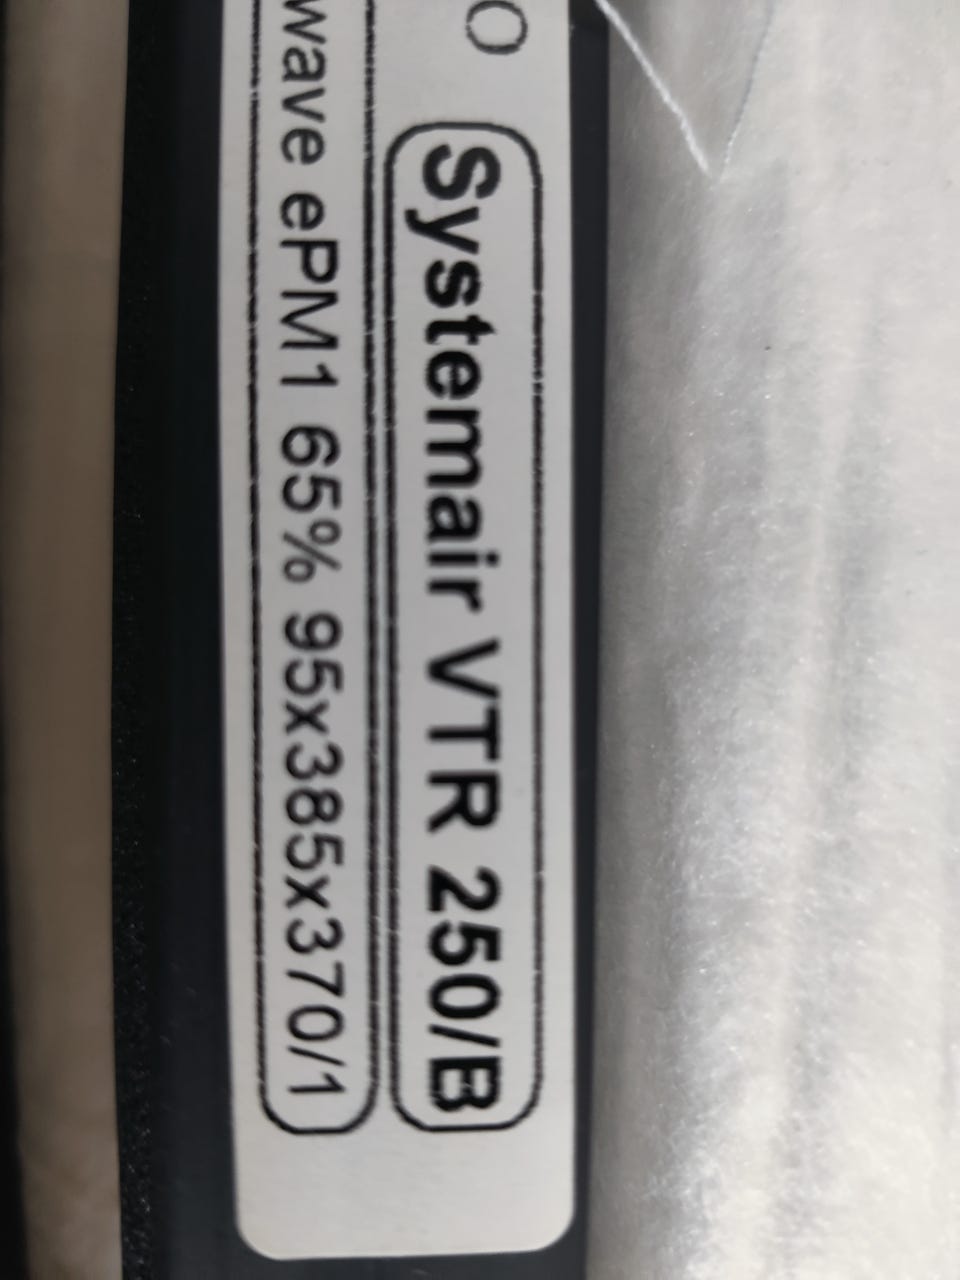 O
Systemair VTR 250/B
wave ePM1 65% 95x385x370/1